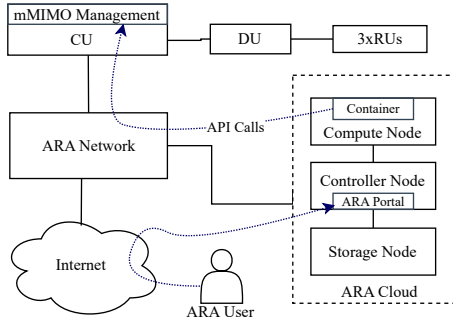 mMIMO Management
CU
DU
3xRUs
API Calls
Container
Compute Node
ARA Network
Controller Node
ARA Portal
Internet
Storage Node
ARA User
ARA Cloud